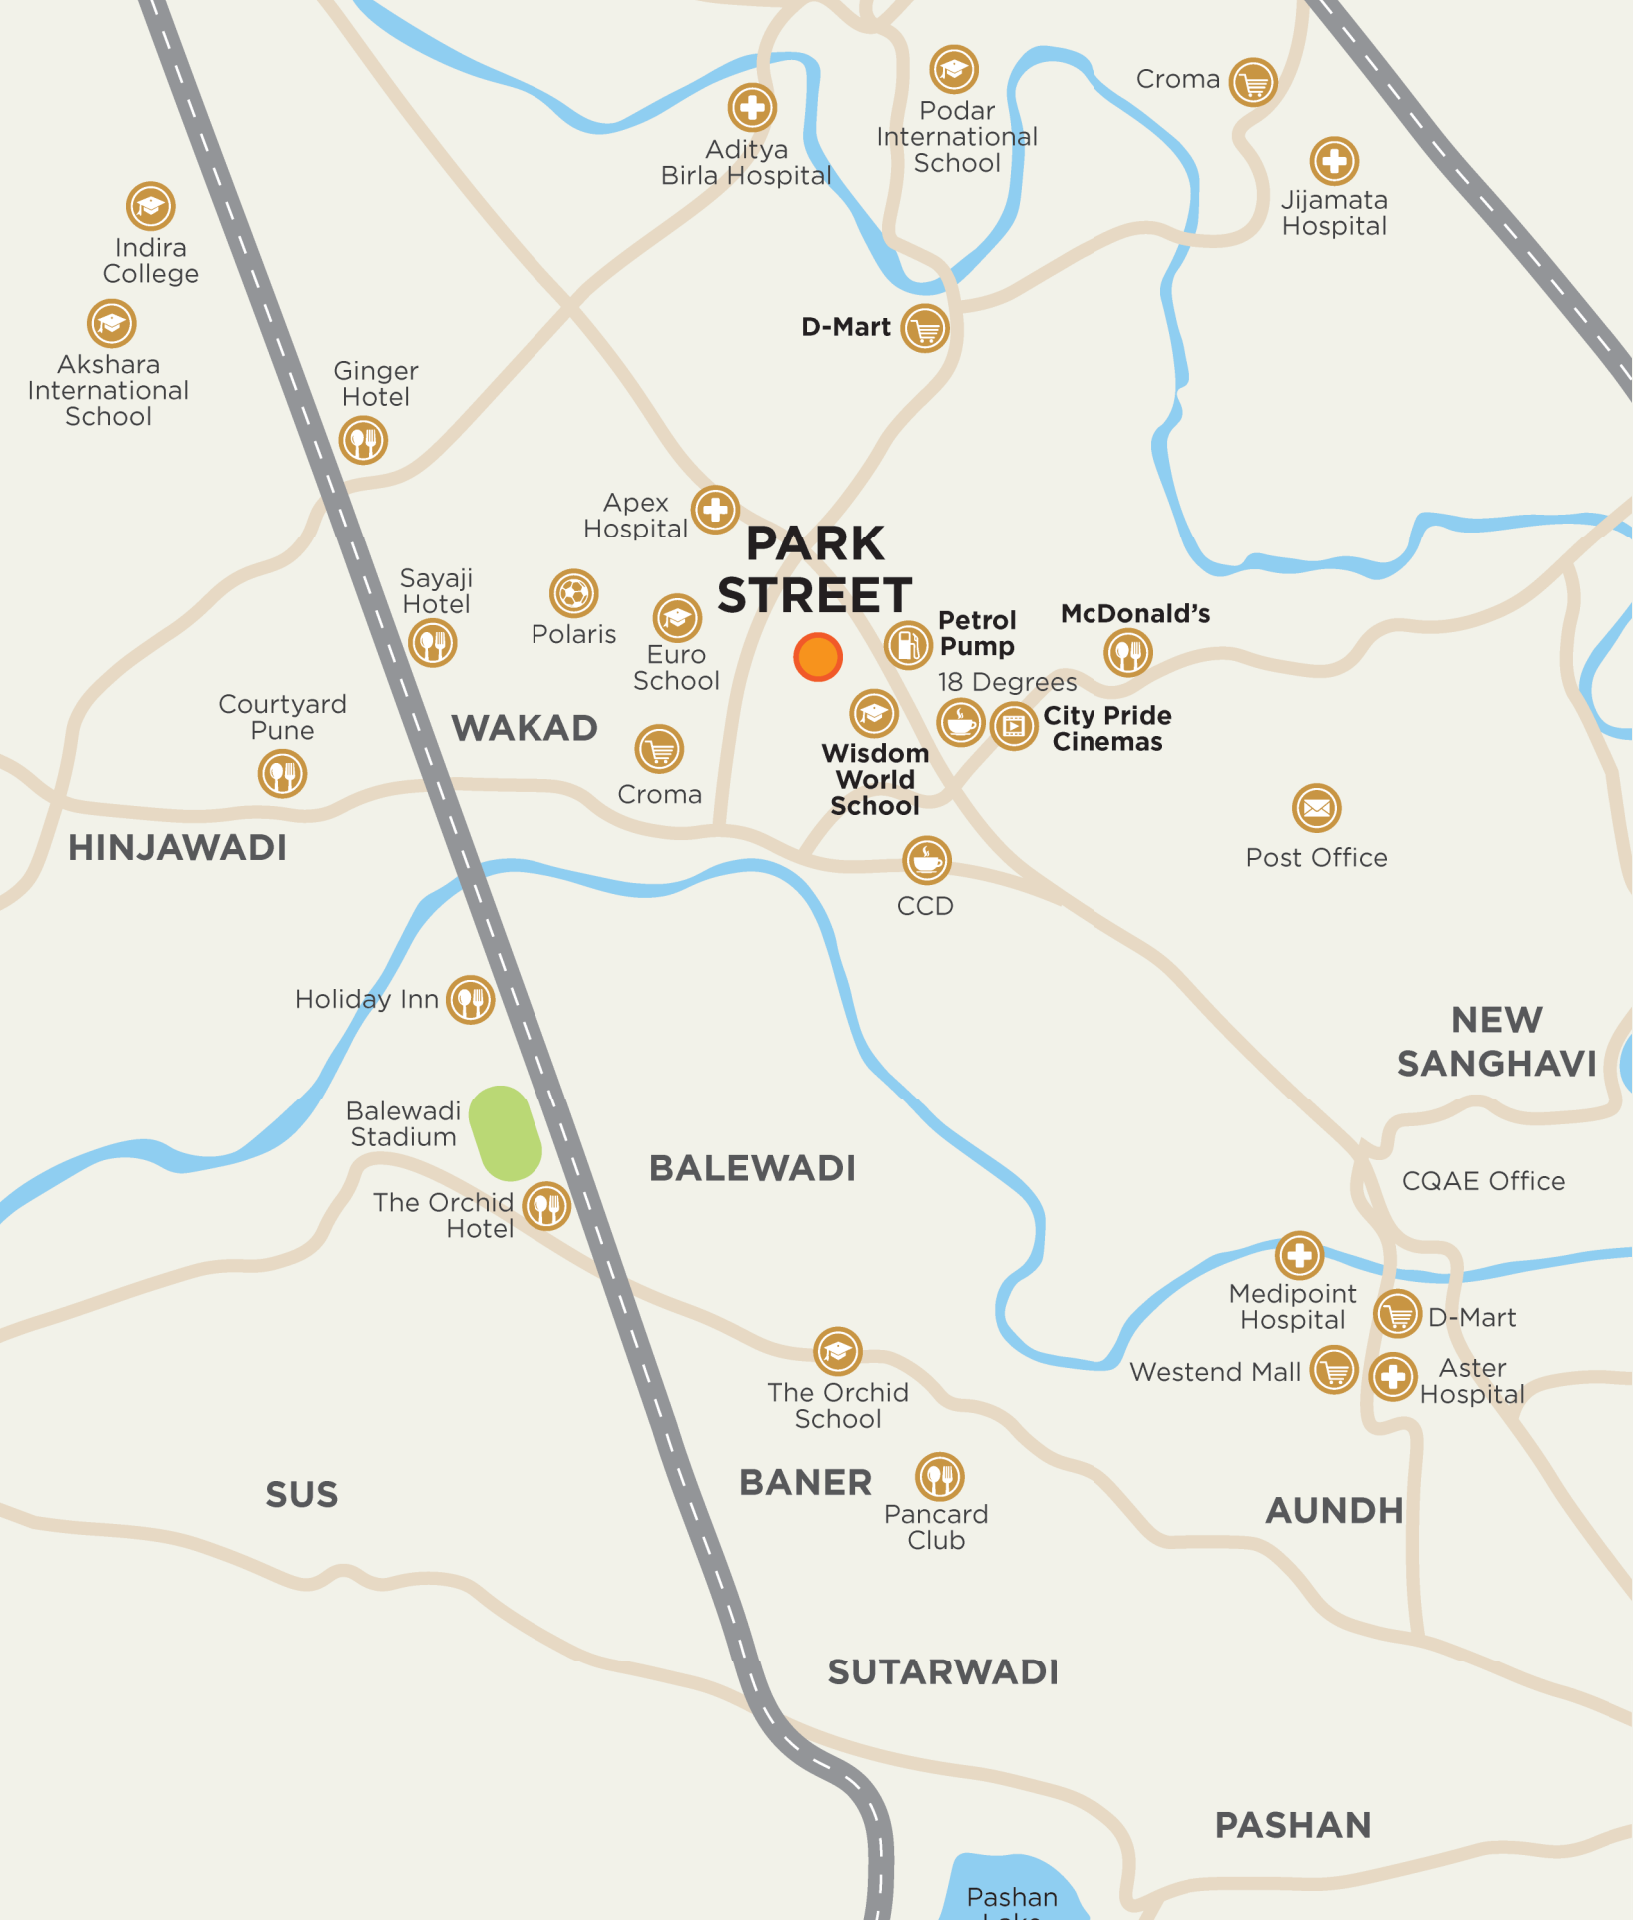 Croma
Podar
International
School
Aditya
Birla Hospital
Jijamata
Hospital
Indira
College
D-Mart
Akshara
International
School
Ginger
Hotel
Apex
Hospital
PARK
STREET
Sayaji
Hotel
Polaris
Euro
School
Petrol
Pump
McDonald's
18 Degrees
City Pride
Cinemas
Courtyard
Pune
WAKAD
Wisdom
World
School
Croma
HINJAWADI
Post Office
CCD
Holiday Inn
NEW
SANGHAVI
Balewadi
Stadium
BALEWADI
CQAE Office
The Orchid
Hotel
Medipoint
Hospital
D-Mart
Westend Mall
Aster
Hospital
The Orchid
School
BANER
SUS
Pancard
Club
AUNDH
SUTARWADI
PASHAN
Pashan
Lake